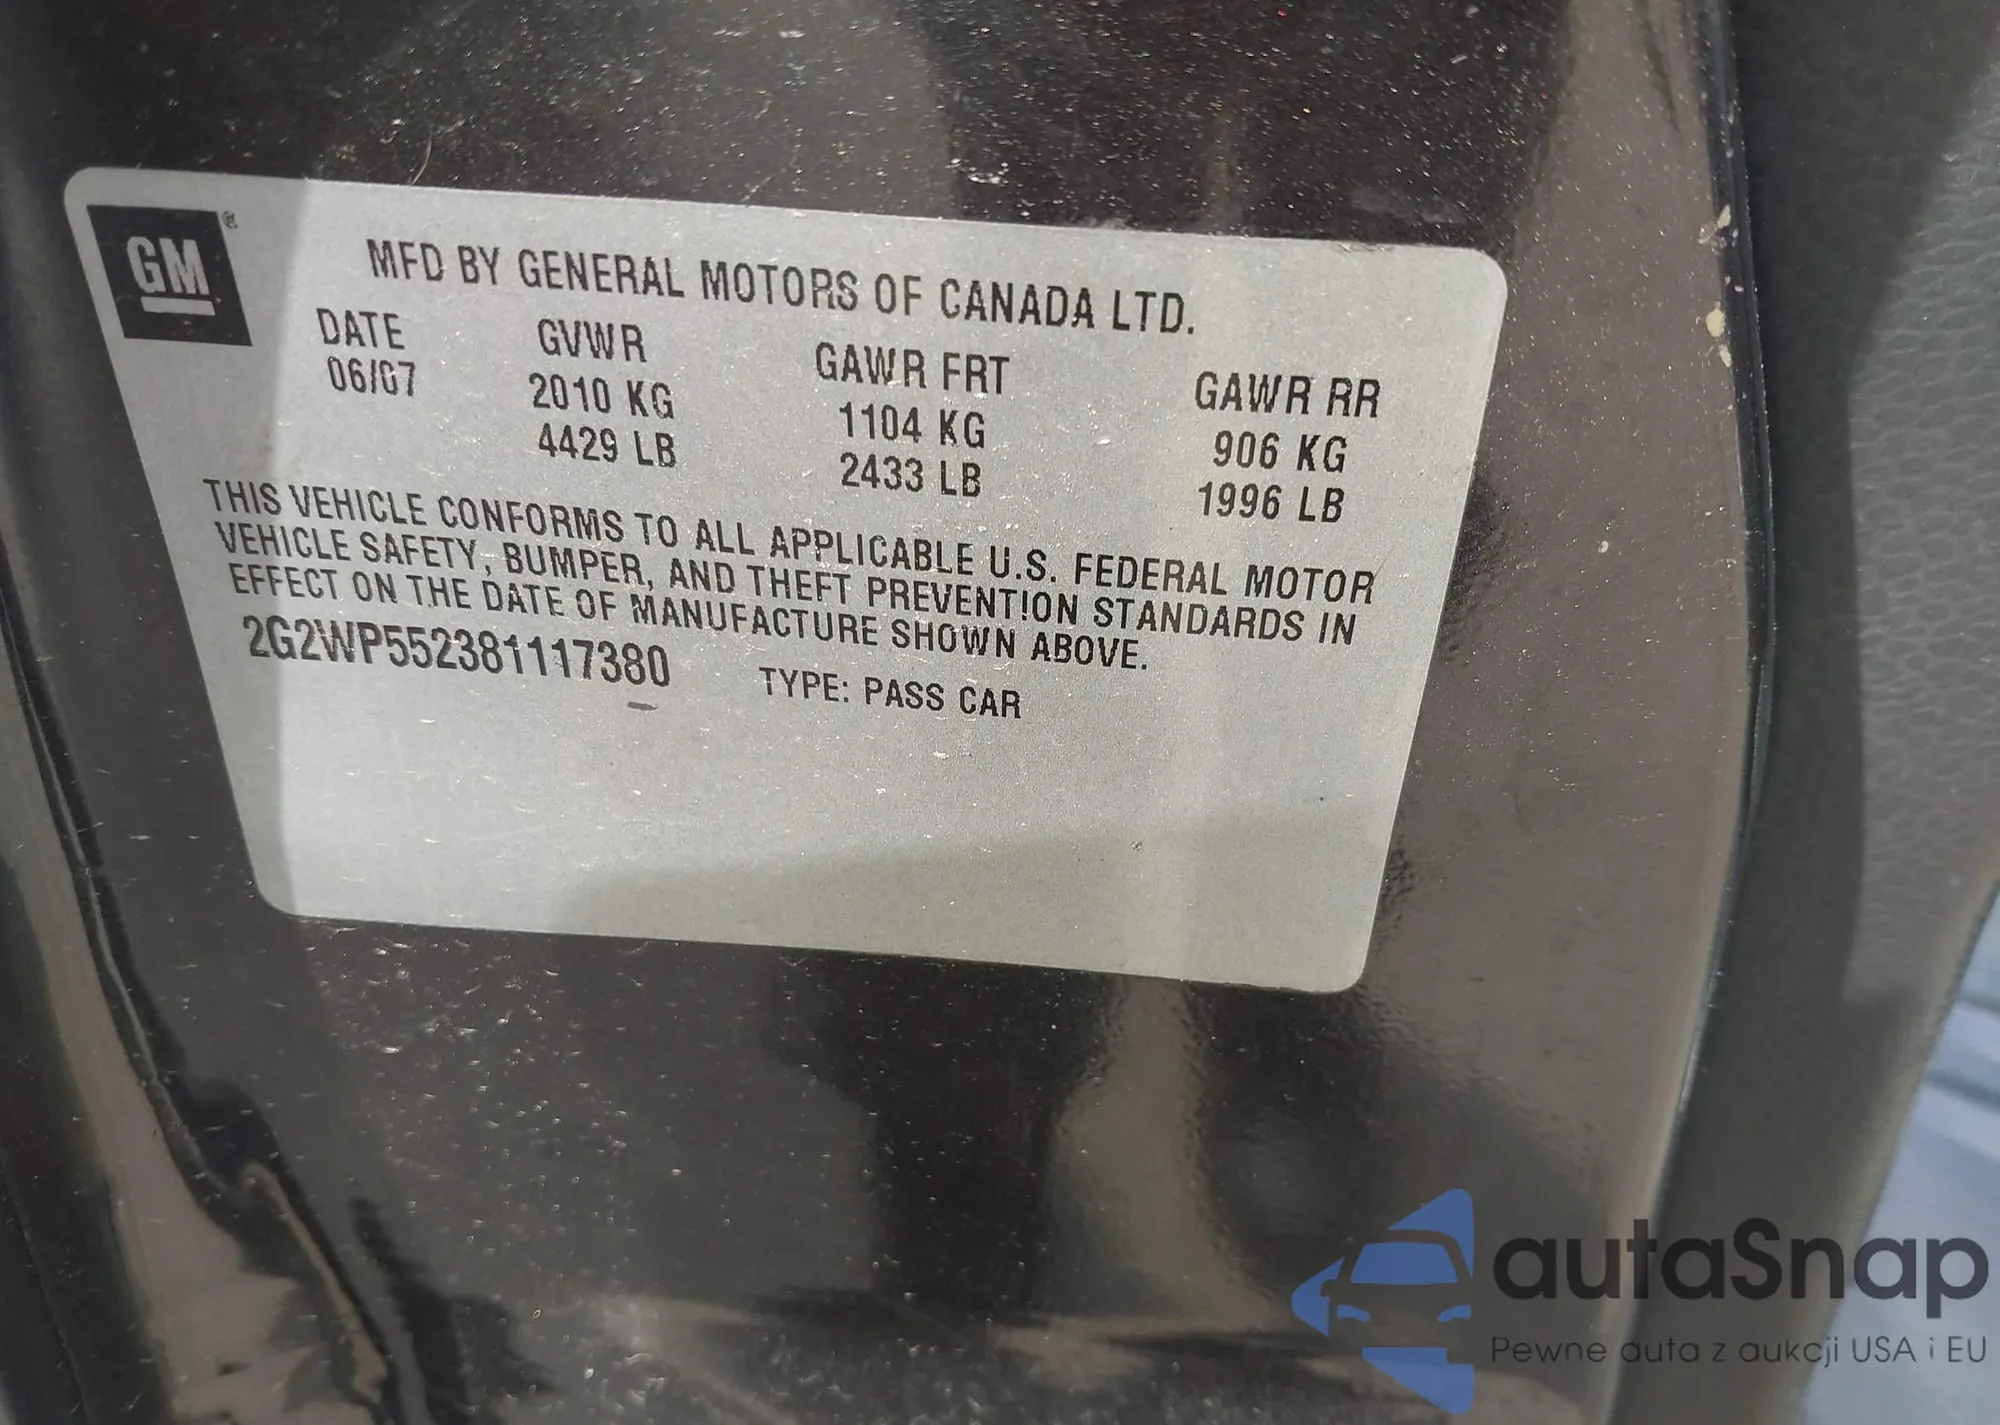 GM®
MFD BY GENERAL MOTORS OF CANADA LTD.
DATE GVWR GAWR FRT GAWR RR
06/07 2010 KG 1104 KG 906 KG
4429 LB 2433 LB 1996 LB
THIS VEHICLE CONFORMS TO ALL APPLICABLE U.S. FEDERAL MOTOR
VEHICLE SAFETY, BUMPER, AND THEFT PREVENTION STANDARDS IN
EFFECT ON THE DATE OF MANUFACTURE SHOWN ABOVE.
2G2WP552381117380 TYPE: PASS CAR
autaSnap
Pewne auta z aukcji USA i EU